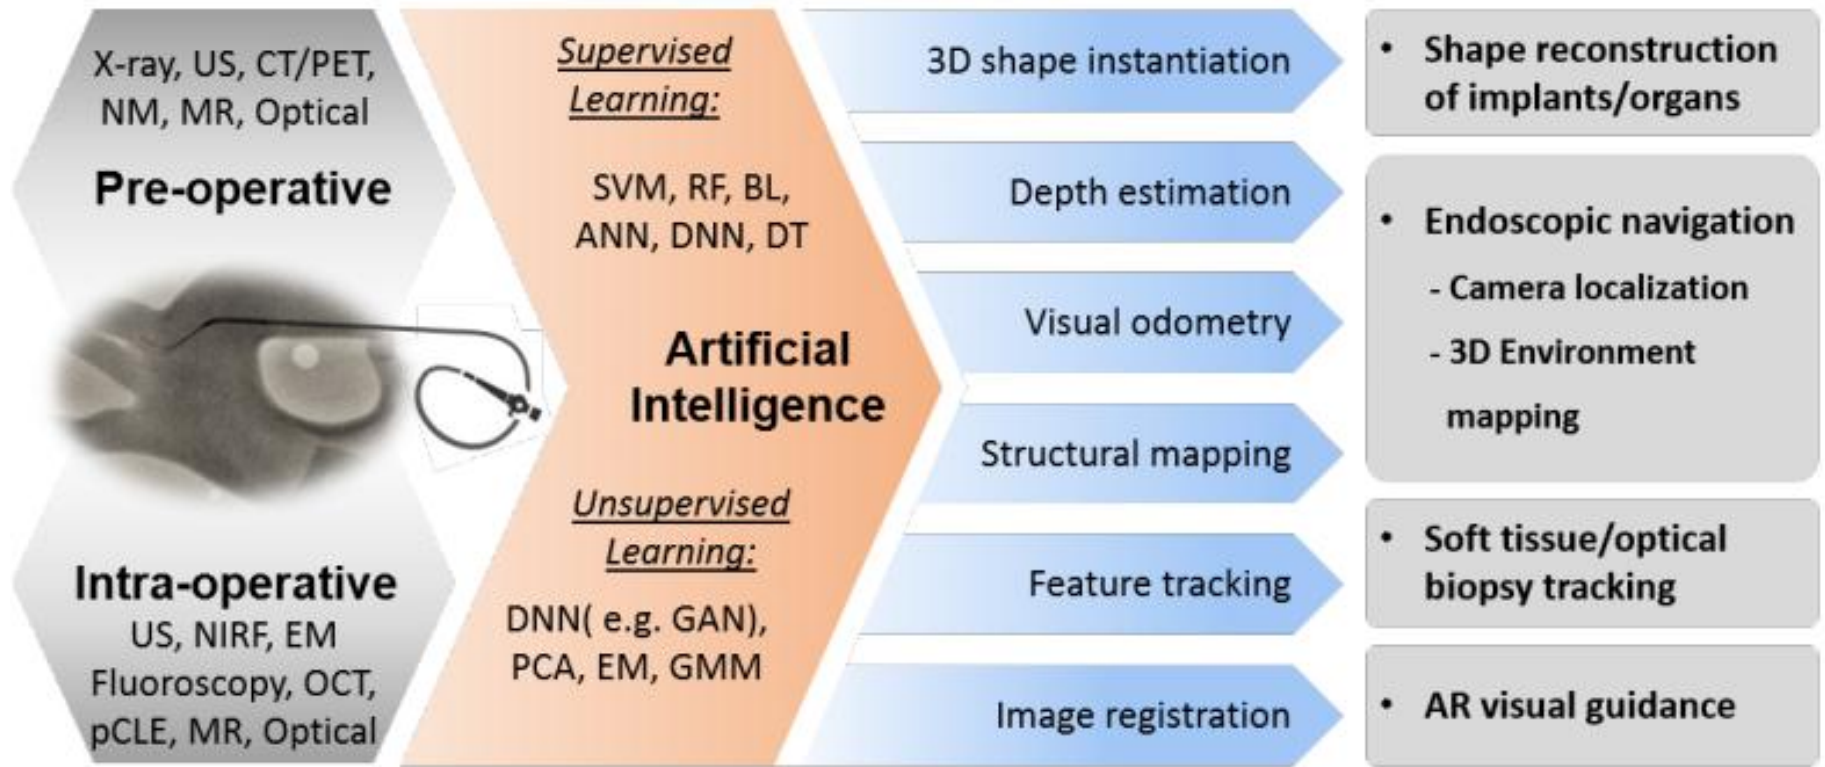 X-ray, US, CT/PET,
NM, MR, Optical
Pre-operative
Intra-operative
US, NIRF, EM
Fluoroscopy, OCT,
pCLE, MR, Optical
Supervised
Learning:
SVM, RF, BL,
ANN, DNN, DT
Artificial
Intelligence
Unsupervised
Learning:
DNN( e.g. GAN),
PCA, EM, GMM
3D shape instantiation
Depth estimation
Visual odometry
Structural mapping
Feature tracking
Image registration
• Shape reconstruction
of implants/organs
• Endoscopic navigation
- Camera localization
- 3D Environment
mapping
• Soft tissue/optical
biopsy tracking
• AR visual guidance